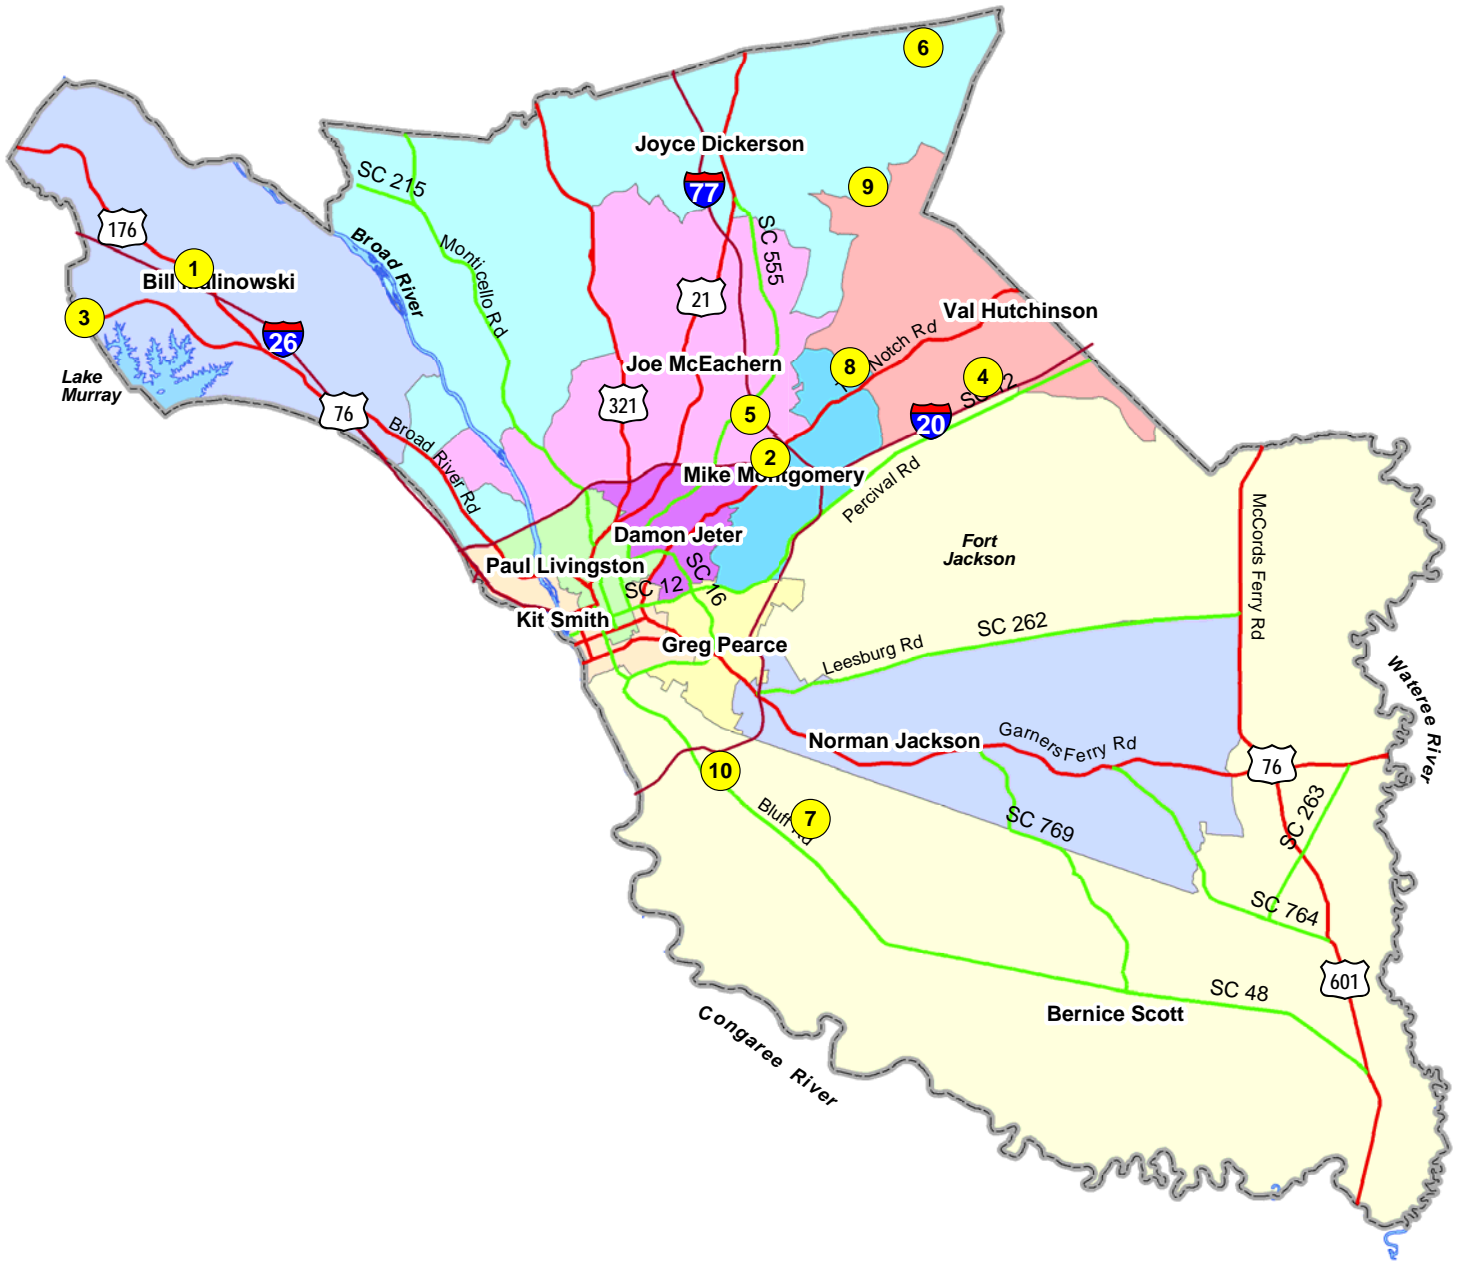 6
Joyce Dickerson
SC 215
77
9
176
Broad River
Monticello Rd
SC 555
1
Bill Malinowski
21
3
26
Val Hutchinson
Notch Rd
Lake
Murray
Joe McEachern
8
4
76
321
5
20
Broad River Rd
2
Mike Montgomery
Percival Rd
McCords Ferry Rd
Damon Jeter
Fort
Jackson
Paul Livingston
SC 12
SC 16
Kit Smith
SC 262
Greg Pearce
Leesburg Rd
Wateree River
Norman Jackson
Garners Ferry Rd
76
10
Bluff Rd
7
SC 769
SC 263
SC 764
601
SC 48
Bernice Scott
Congaree River